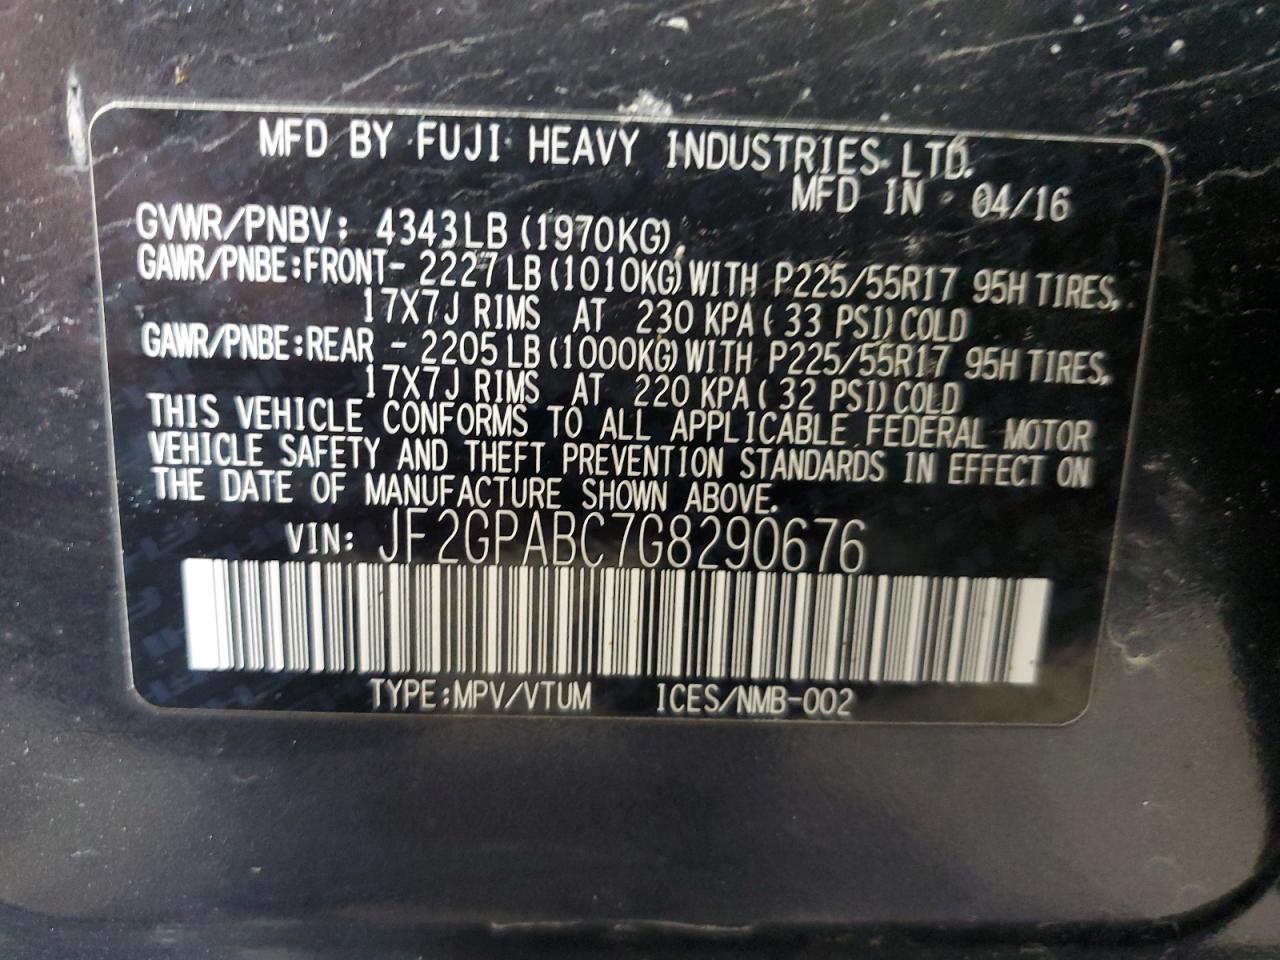 MFD BY FUJI HEAVY INDUSTRIES LTD.
MFD IN 04/16
GVWR/PNBV: 4343LB (1970KG),
GAWR/PNBE:FRONT- 2227LB (1010KG) WITH P225/55R17 95H TIRES,
17X7J RIMS AT 230 KPA ( 33 PSI) COLD
GAWR/PNBE:REAR - 2205LB (1000KG) WITH P225/55R17 95H TIRES,
17X7J RIMS AT 220 KPA ( 32 PSI) COLD
THIS VEHICLE CONFORMS TO ALL APPLICABLE FEDERAL MOTOR
VEHICLE SAFETY AND THEFT PREVENTION STANDARDS IN EFFECT ON
THE DATE OF MANUFACTURE SHOWN ABOVE.
VIN: JF2GPABC7G8290676
TYPE:MPV/VTUM ICES/NMB-002